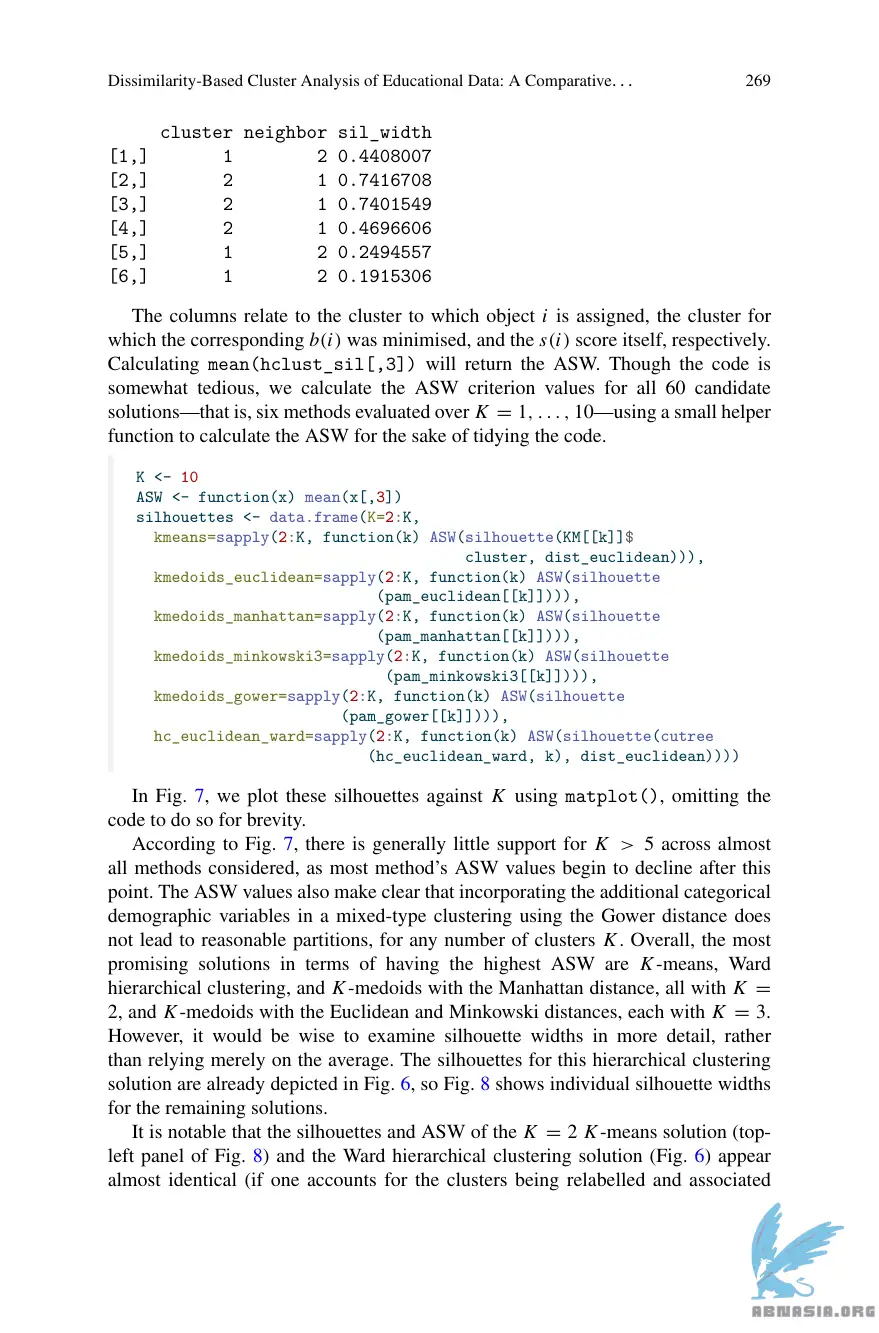 Dissimilarity-Based Cluster Analysis of Educational Data: A Comparative. . . 269
cluster neighbor sil_width
[1,] 1 2 0.4408007
[2,] 2 1 0.7416708
[3,] 2 1 0.7401549
[4,] 2 1 0.4696606
[5,] 1 2 0.2494557
[6,] 1 2 0.1915306
The columns relate to the cluster to which object i is assigned, the cluster for
which the corresponding b(i) was minimised, and the s(i) score itself, respectively.
Calculating mean(hclust_sil[,3]) will return the ASW. Though the code is
somewhat tedious, we calculate the ASW criterion values for all 60 candidate
solutions—that is, six methods evaluated over K = 1, . . . , 10—using a small helper
function to calculate the ASW for the sake of tidying the code.
K <- 10
ASW <- function(x) mean(x[,3])
silhouettes <- data.frame(K=2:K,
kmeans=sapply(2:K, function(k) ASW(silhouette(KM[[k]]$
cluster, dist_euclidean))),
kmedoids_euclidean=sapply(2:K, function(k) ASW(silhouette
(pam_euclidean[[k]]))),
kmedoids_manhattan=sapply(2:K, function(k) ASW(silhouette
(pam_manhattan[[k]]))),
kmedoids_minkowski3=sapply(2:K, function(k) ASW(silhouette
(pam_minkowski3[[k]]))),
kmedoids_gower=sapply(2:K, function(k) ASW(silhouette
(pam_gower[[k]]))),
hc_euclidean_ward=sapply(2:K, function(k) ASW(silhouette(cutree
(hc_euclidean_ward, k), dist_euclidean))))
In Fig. 7, we plot these silhouettes against K using matplot(), omitting the
code to do so for brevity.
According to Fig. 7, there is generally little support for K > 5 across almost
all methods considered, as most method's ASW values begin to decline after this
point. The ASW values also make clear that incorporating the additional categorical
demographic variables in a mixed-type clustering using the Gower distance does
not lead to reasonable partitions, for any number of clusters K. Overall, the most
promising solutions in terms of having the highest ASW are K-means, Ward
hierarchical clustering, and K-medoids with the Manhattan distance, all with K =
2, and K-medoids with the Euclidean and Minkowski distances, each with K = 3.
However, it would be wise to examine silhouette widths in more detail, rather
than relying merely on the average. The silhouettes for this hierarchical clustering
solution are already depicted in Fig. 6, so Fig. 8 shows individual silhouette widths
for the remaining solutions.
It is notable that the silhouettes and ASW of the K = 2 K-means solution (top-
left panel of Fig. 8) and the Ward hierarchical clustering solution (Fig. 6) appear
almost identical (if one accounts for the clusters being relabelled and associated
ABNASIA.ORG